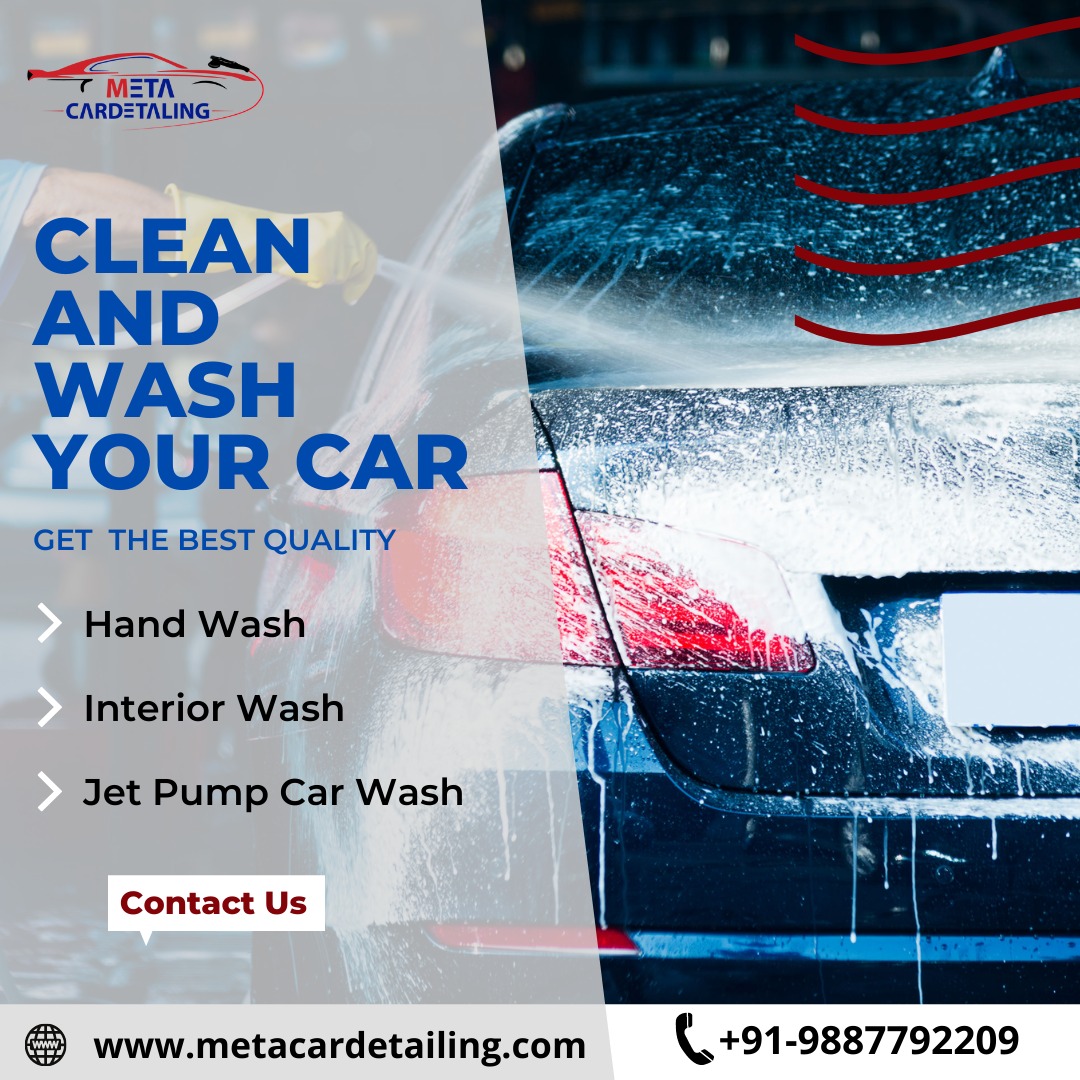 META
CARDETALING
CLEAN
AND
WASH
YOUR CAR
GET THE BEST QUALITY
Hand Wash
Interior Wash
Jet Pump Car Wash
Contact Us
www.metacardetailing.com
+91-9887792209